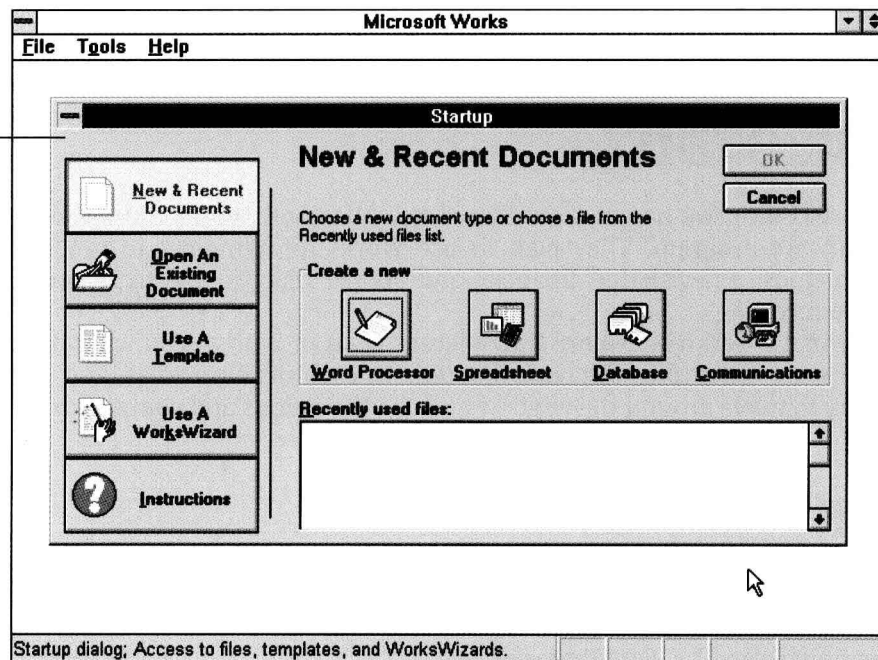 Microsoft Works
File Tools Help
Startup
New & Recent
Documents
Open An
Existing
Document
Use A
Template
Use A
WorksWizard
Instructions
New & Recent Documents
OK
Cancel
Choose a new document type or choose a file from the
Recently used files list.
Create a new
Word Processor Spreadsheet Database Communications
Recently used files:
Startup dialog; Access to files, templates, and WorksWizards.